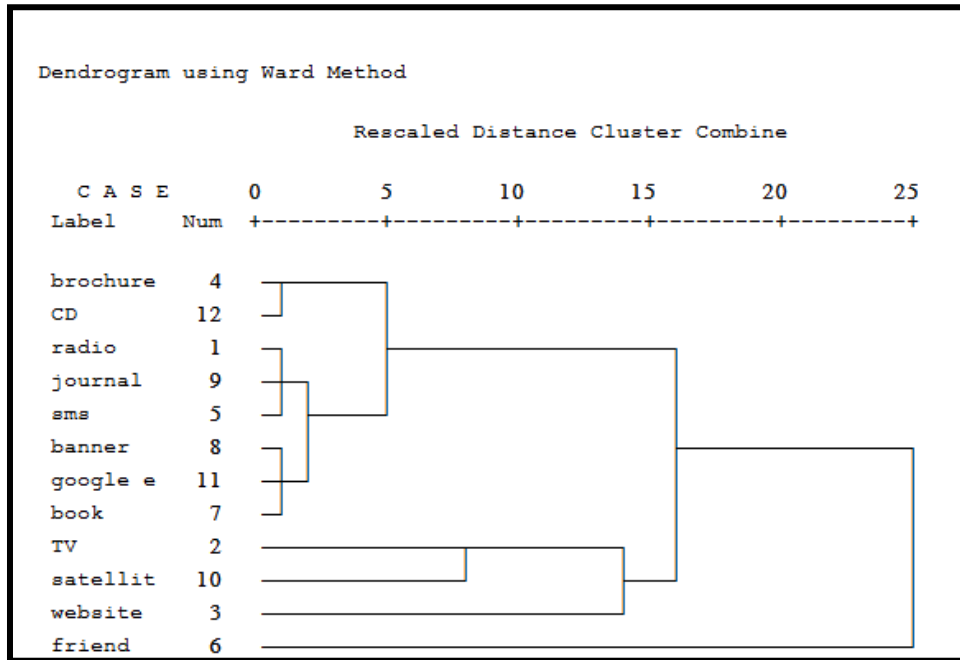 Dendrogram using Ward Method
Rescaled Distance Cluster Combine
C A S E 0 5 10 15 20 25
Label Num +---------+---------+---------+---------+---------+
brochure 4
CD 12
radio 1
journal 9
sms 5
banner 8
google e 11
book 7
TV 2
satellit 10
website 3
friend 6